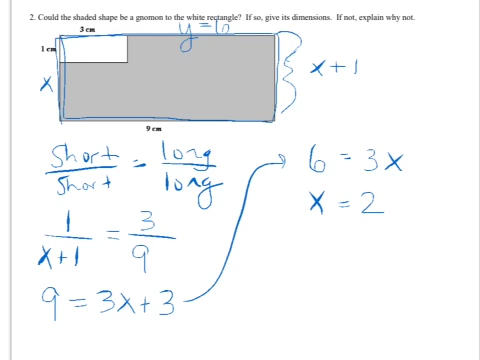 2. Could the shaded shape be a gnomon to the white rectangle? If so, give its dimensions. If not, explain why not.
3 cm
y = 6
1 cm
x
x + 1
9 cm
short/short = long/long
6 = 3x
x = 2
1/x+1 = 3/9
9 = 3x + 3